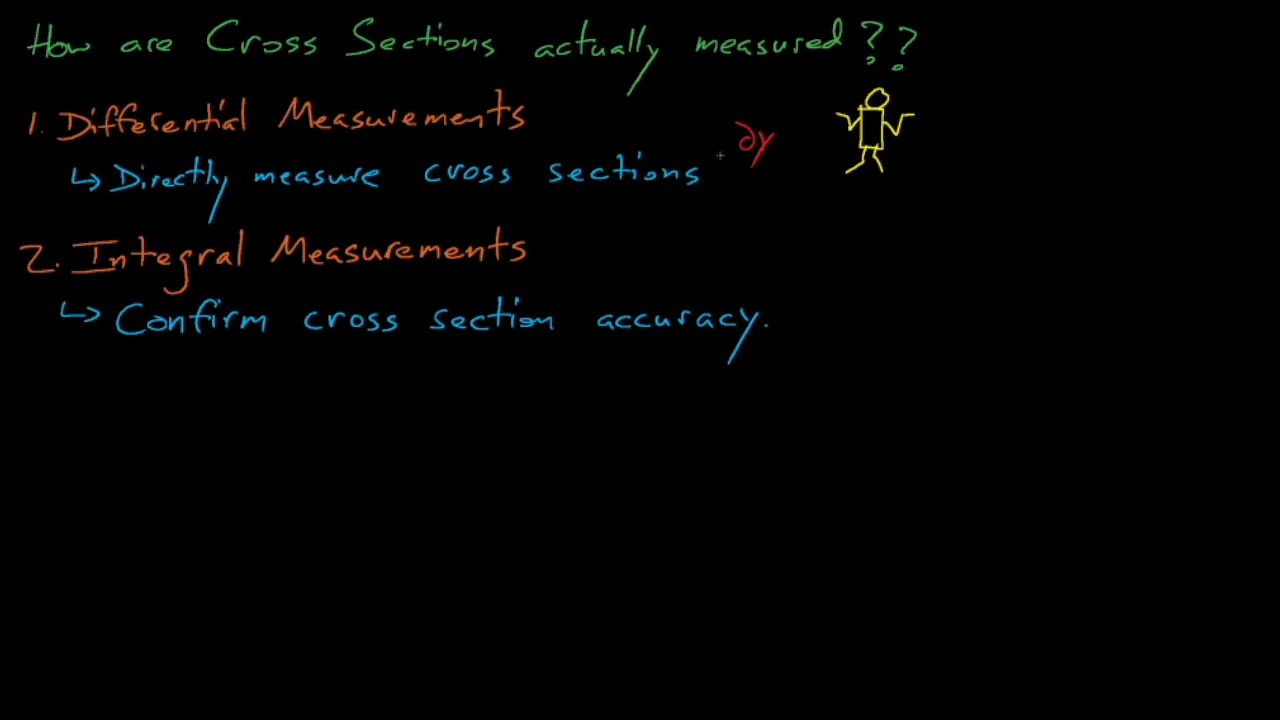 How are Cross Sections actually measured??
1. Differential Measurements
↳ Directly measure cross sections
∂y
2. Integral Measurements
↳ Confirm cross section accuracy.